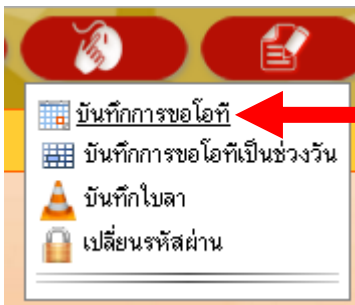 บันทึกการขอโอที
บันทึกการขอโอทีเป็นช่วงวัน
บันทึกใบลา
เปลี่ยนรหัสผ่าน